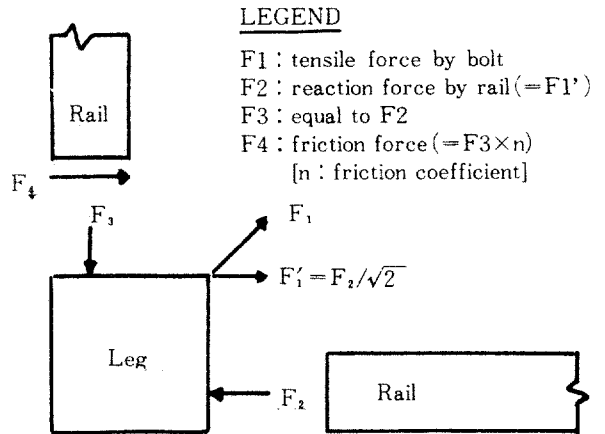 LEGEND
F1 : tensile force by bolt
F2 : reaction force by rail (=F1')
F3 : equal to F2
F4 : friction force (=F3×n)
[n : friction coefficient]
Rail
F₄
F₃
F₁
F₁′=F₂/√2
Leg
F₂
Rail